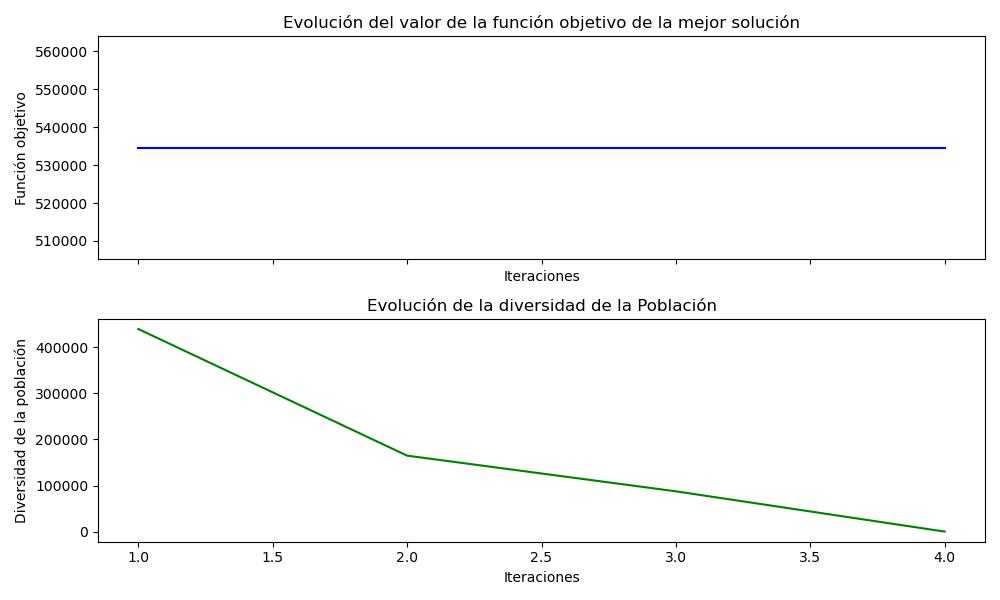 Evolución del valor de la función objetivo de la mejor solución
Función objetivo
560000
550000
540000
530000
520000
510000
Iteraciones
Evolución de la diversidad de la Población
Diversidad de la población
400000
300000
200000
100000
0
1.0 1.5 2.0 2.5 3.0 3.5 4.0
Iteraciones